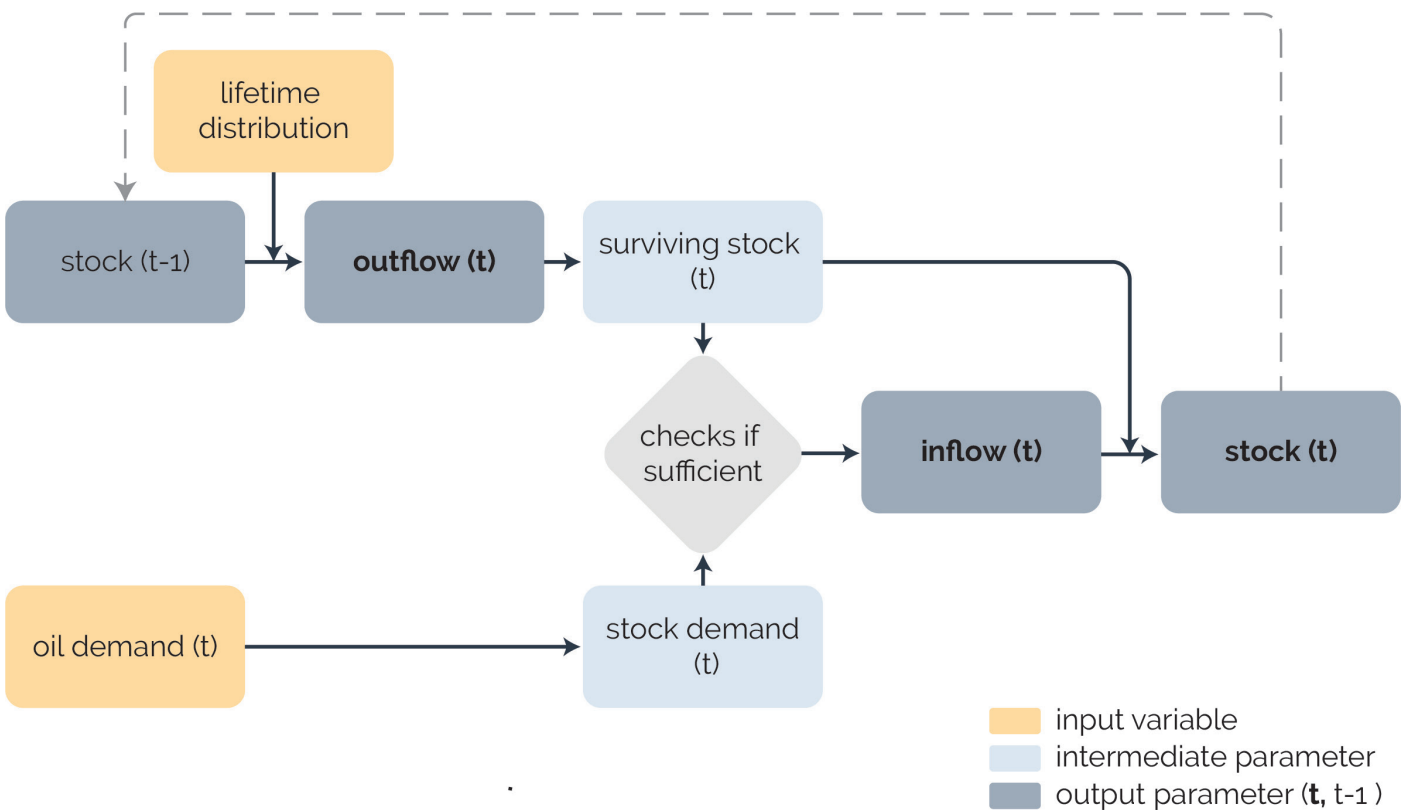 lifetime
distribution
stock (t-1)
outflow (t)
surviving stock
(t)
checks if
sufficient
inflow (t)
stock (t)
oil demand (t)
stock demand
(t)
input variable
intermediate parameter
output parameter (t, t-1 )